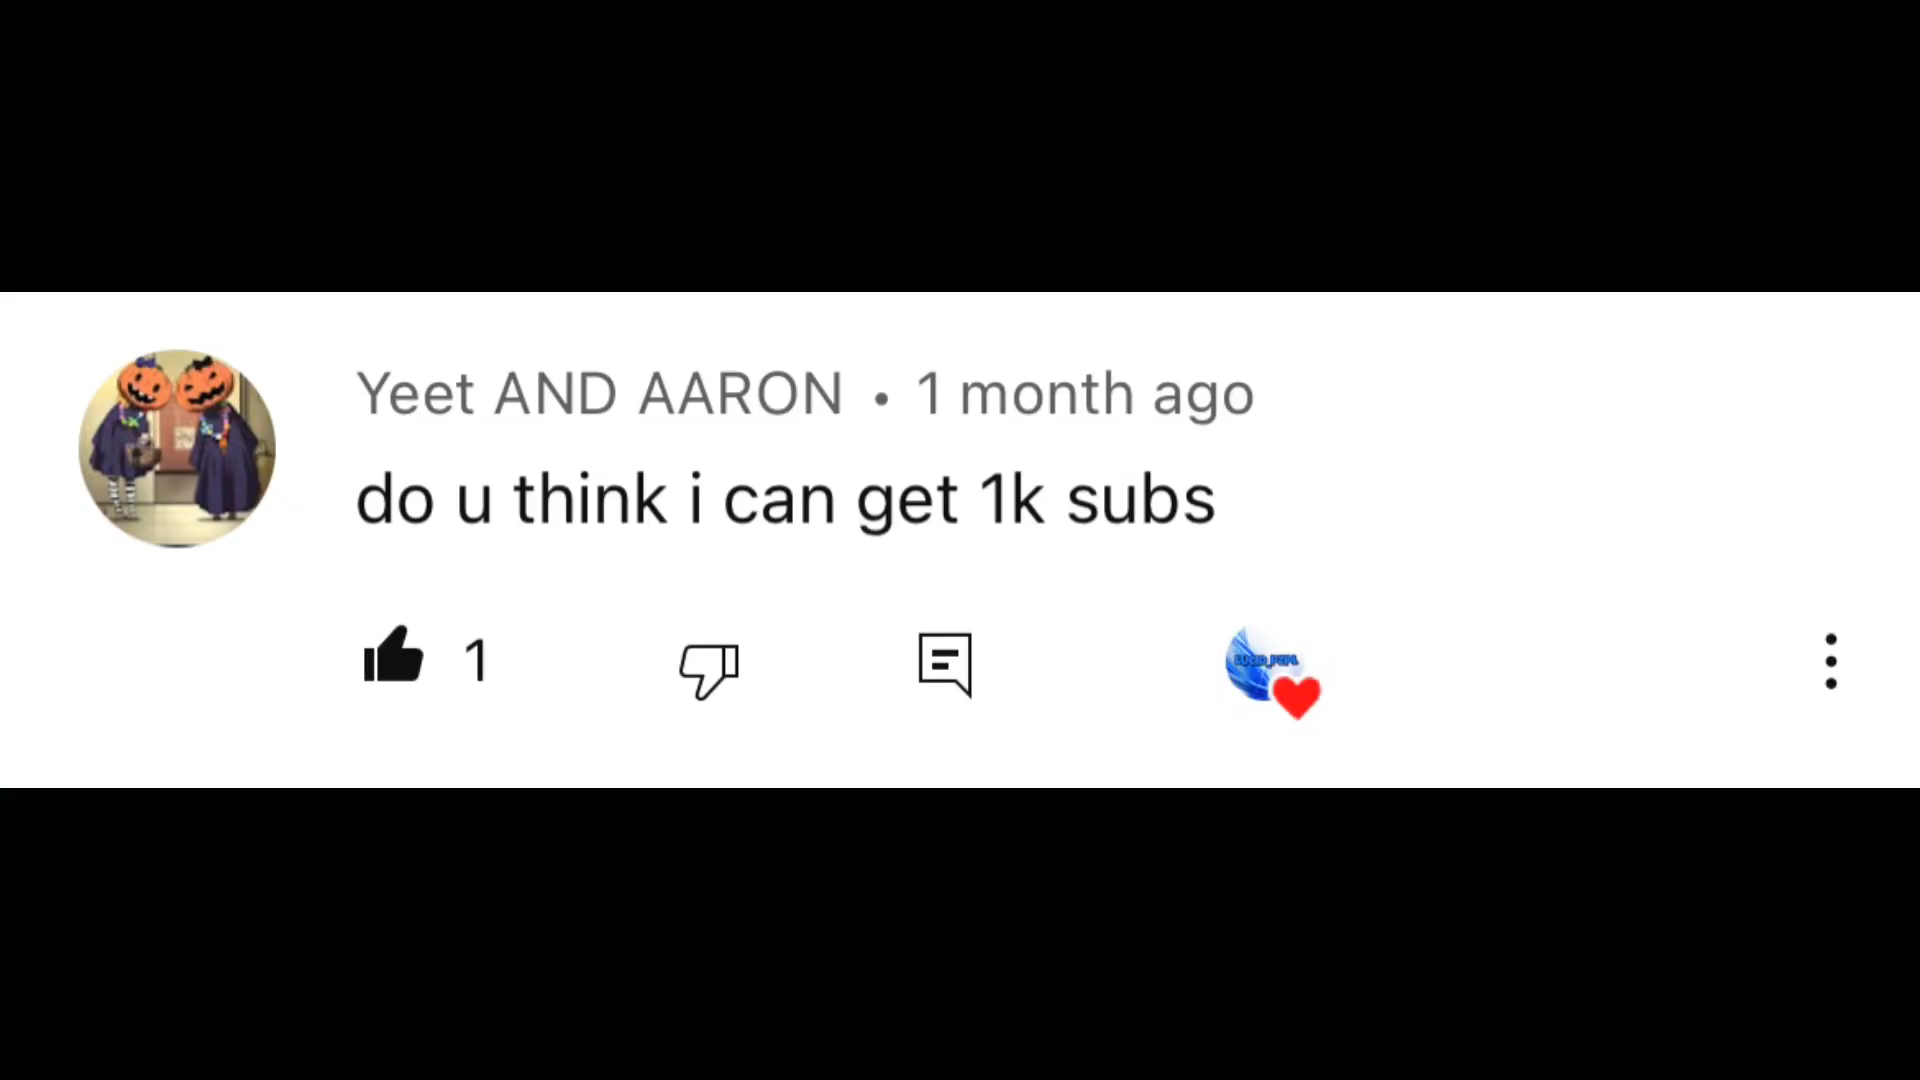 Yeet AND AARON • 1 month ago
do u think i can get 1k subs
1